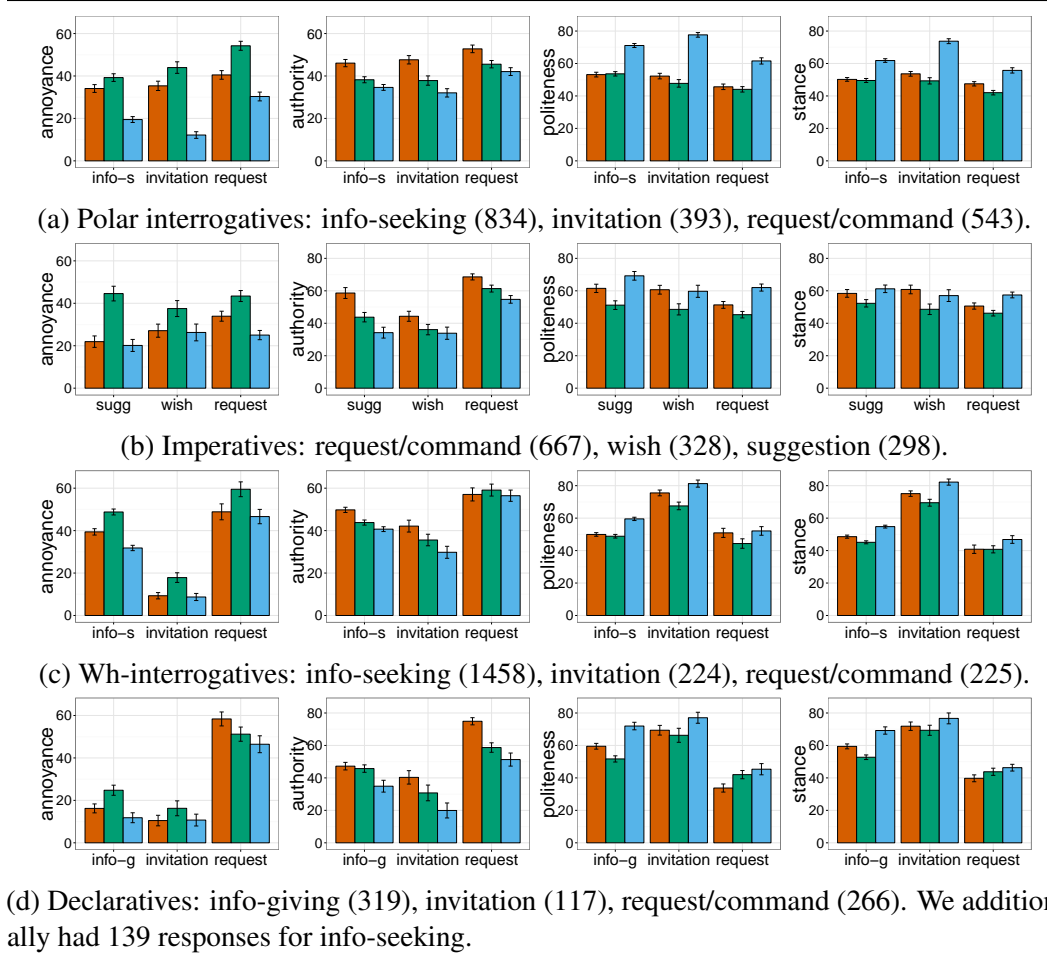 annoyance
60
40
20
0
info−s invitation request
authority
60
40
20
0
info−s invitation request
politeness
80
60
40
20
0
info−s invitation request
stance
80
60
40
20
0
info−s invitation request
(a) Polar interrogatives: info-seeking (834), invitation (393), request/command (543).
annoyance
60
40
20
0
sugg wish request
authority
80
60
40
20
0
sugg wish request
politeness
80
60
40
20
0
sugg wish request
stance
80
60
40
20
0
sugg wish request
(b) Imperatives: request/command (667), wish (328), suggestion (298).
annoyance
60
40
20
0
info−s invitation request
authority
60
40
20
0
info−s invitation request
politeness
80
60
40
20
0
info−s invitation request
stance
80
60
40
20
0
info−s invitation request
(c) Wh-interrogatives: info-seeking (1458), invitation (224), request/command (225).
annoyance
60
40
20
0
info−g invitation request
authority
80
60
40
20
0
info−g invitation request
politeness
80
60
40
20
0
info−g invitation request
stance
80
60
40
20
0
info−g invitation request
(d) Declaratives: info-giving (319), invitation (117), request/command (266). We addition
ally had 139 responses for info-seeking.